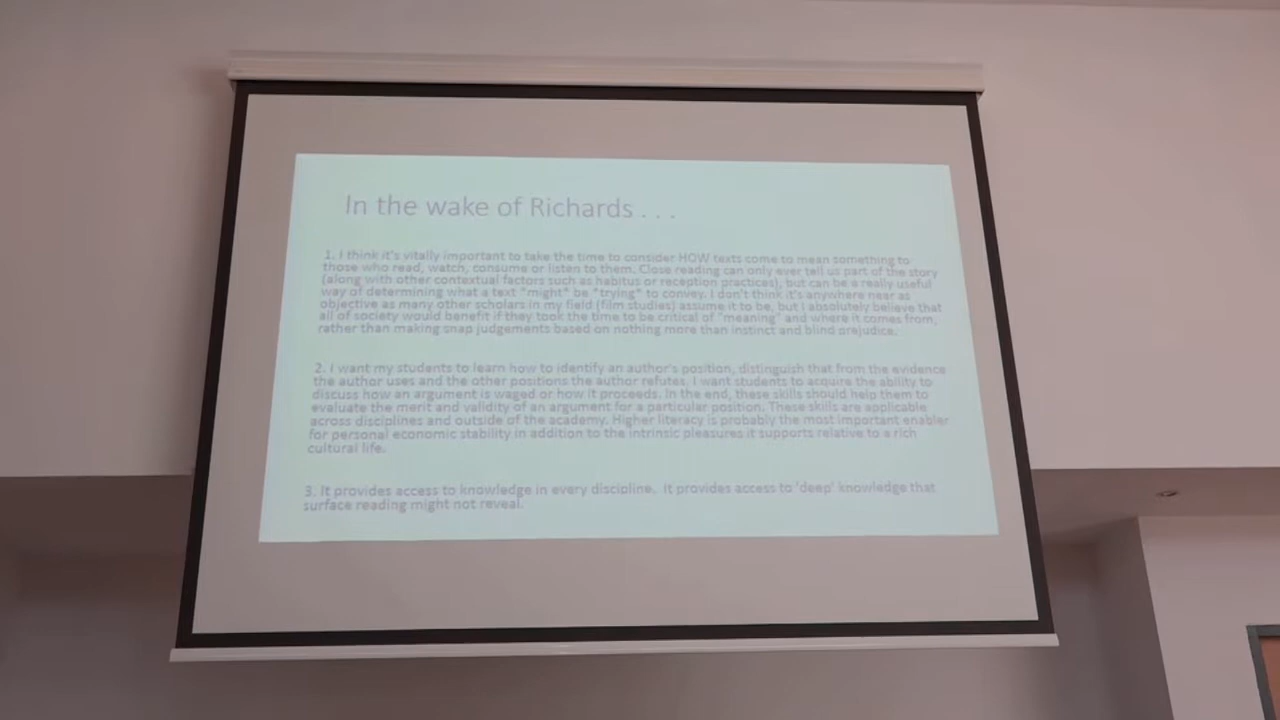 In the wake of Richards . . .
1. I think it's vitally important to take the time to consider HOW texts come to mean something to
those who read, watch, consume or listen to them. Close reading can only ever tell us part of the story
(along with other contextual factors such as habitus or reception practices), but can be a really useful
way of determining what a text "might" be "trying" to convey. I don't think it's anywhere near as
objective as many other scholars in my field (film studies) assume it to be, but I absolutely believe that
all of society would benefit if they took the time to be critical of "meaning" and where it comes from,
rather than making snap judgements based on nothing more than instinct and blind prejudice.
2. I want my students to learn how to identify an author's position, distinguish that from the evidence
the author uses and the other positions the author refutes. I want students to acquire the ability to
discuss how an argument is waged or how it proceeds. In the end, these skills should help them to
evaluate the merit and validity of an argument for a particular position. These skills are applicable
across disciplines and outside of the academy. Higher literacy is probably the most important enabler
for personal economic stability in addition to the intrinsic pleasures it supports relative to a rich
cultural life.
3. It provides access to knowledge in every discipline. It provides access to 'deep' knowledge that
surface reading might not reveal.